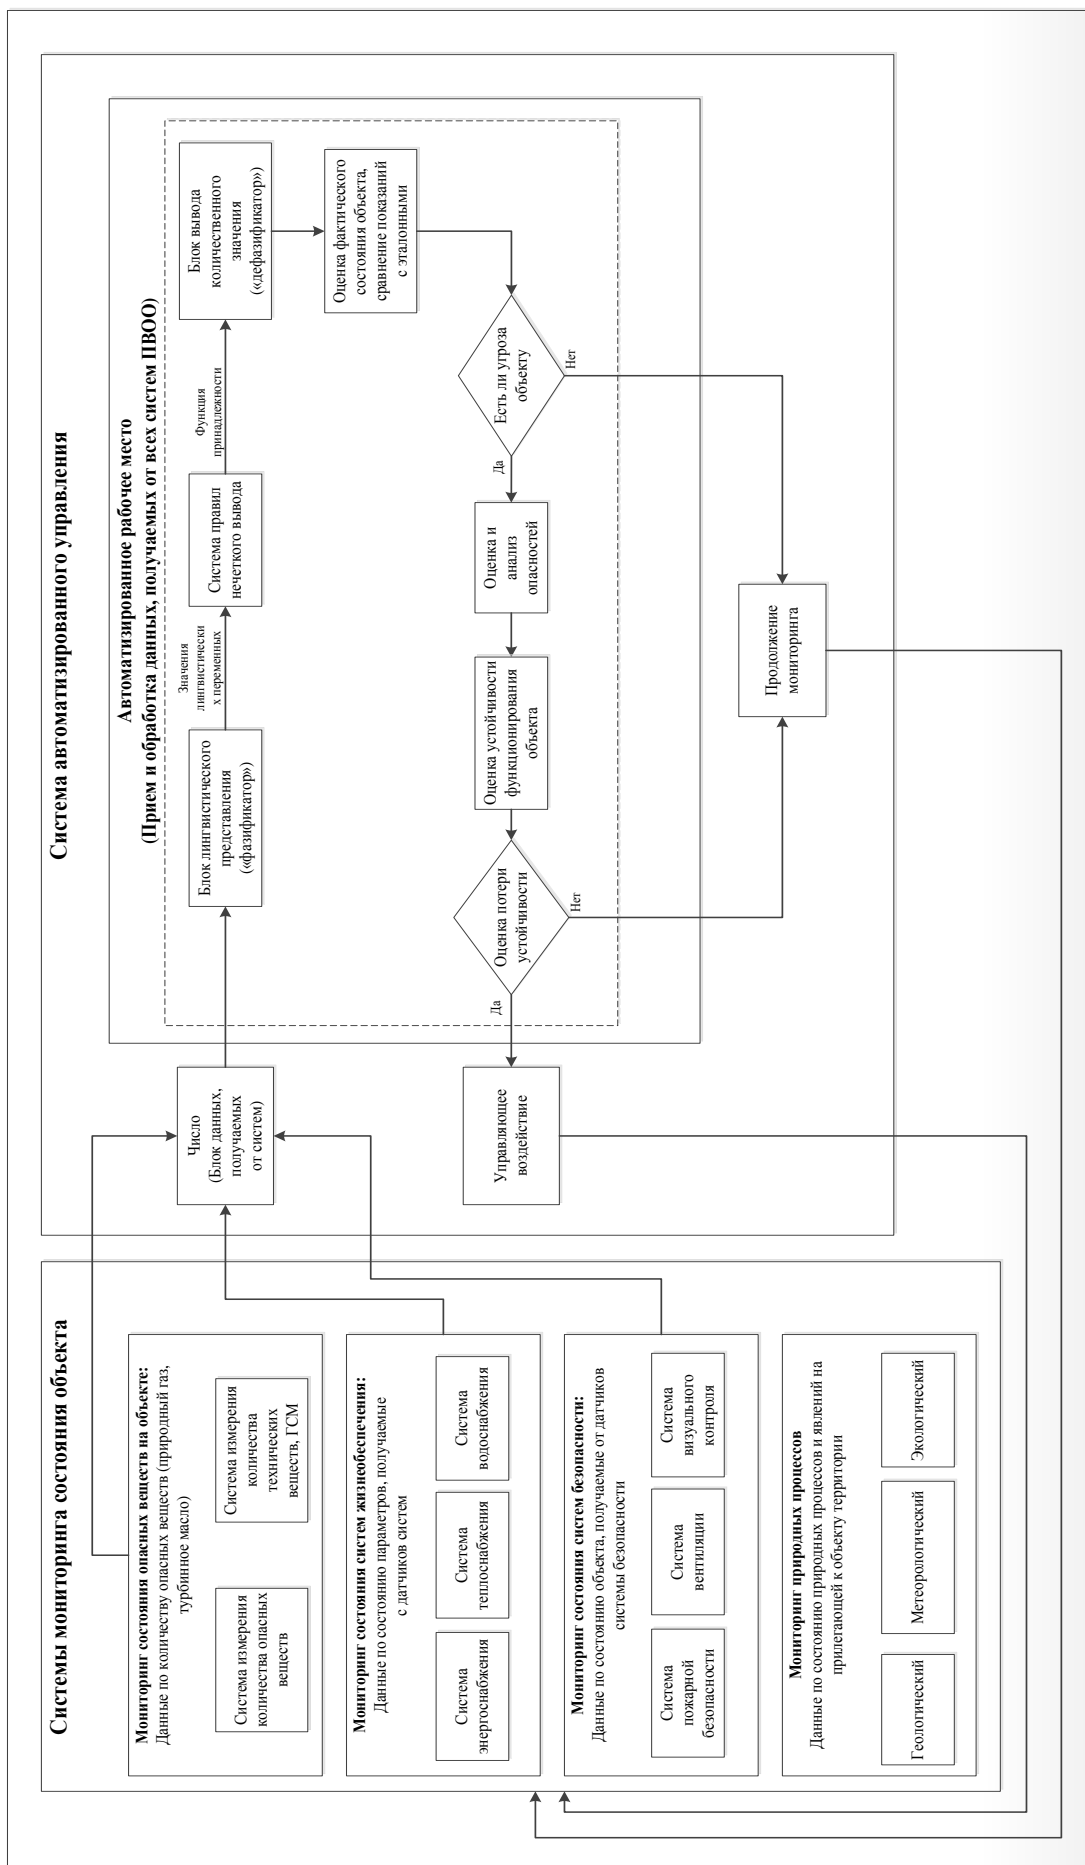 Системы мониторинга состояния объекта
Мониторинг состояния опасных веществ на объекте:
Данные по количеству опасных веществ (природный газ,
турбинное масло)
Система измерения
количества опасных
веществ
Система измерения
количества
технических
веществ, ГСМ
Мониторинг состояния систем жизнеобеспечения:
Данные по состоянию параметров, получаемые
с датчиков систем
Система
энергоснабжения
Система
теплоснабжения
Система
водоснабжения
Мониторинг состояния систем безопасности:
Данные по состоянию объекта, получаемые от датчиков
системы безопасности
Система
пожарной
безопасности
Система
вентиляции
Система
визуального
контроля
Мониторинг природных процессов
Данные по состоянию природных процессов и явлений на
прилегающей к объекту территории
Геологический
Метеорологический
Экологический
Система автоматизированного управления
Число
(Блок данных,
получаемых
от систем)
Автоматизированное рабочее место
(Прием и обработка данных, получаемых от всех систем ПВОО)
Блок лингвистического
представления
(«фазификатор»)
Значения
лингвистически
х переменных
Система правил
нечеткого вывода
Функция
принадлежности
Блок вывода
количественного
значения
(«дефазификатор»)
Оценка фактического
состояния объекта,
сравнение показаний
с эталонными
Есть ли угроза
объекту
Да
Нет
Оценка и
анализ
опасностей
Оценка устойчивости
функционирования
объекта
Оценка потери
устойчивости
Да
Нет
Управляющее
воздействие
Продолжение
мониторинга